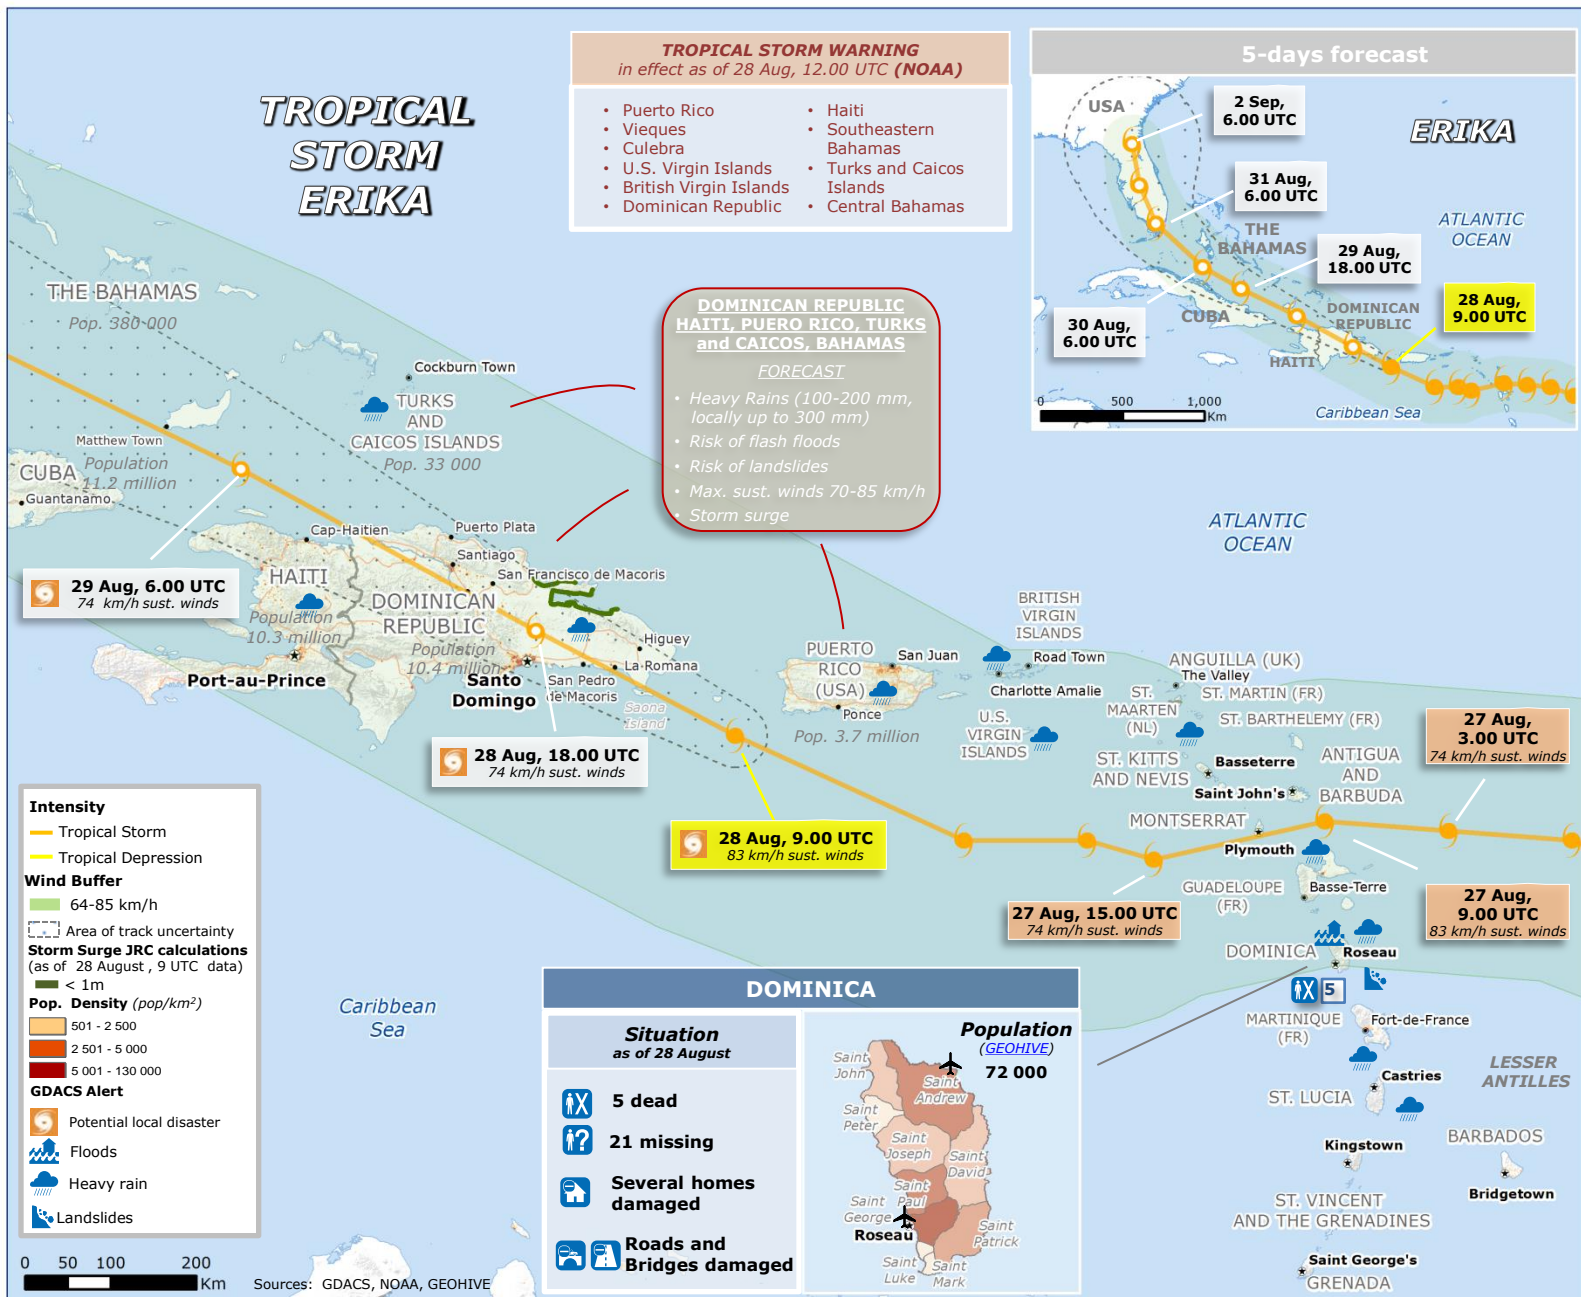 TROPICAL
STORM
ERIKA
TROPICAL STORM WARNING
in effect as of 28 Aug, 12.00 UTC (NOAA)
• Puerto Rico
• Vieques
• Culebra
• U.S. Virgin Islands
• British Virgin Islands
• Dominican Republic
• Haiti
• Southeastern
Bahamas
• Turks and Caicos
Islands
• Central Bahamas
5-days forecast
USA
2 Sep,
6.00 UTC
ERIKA
31 Aug,
6.00 UTC
ATLANTIC
OCEAN
THE
BAHAMAS
29 Aug,
18.00 UTC
28 Aug,
9.00 UTC
DOMINICAN
REPUBLIC
CUBA
30 Aug,
6.00 UTC
HAITI
0 500 1,000
Km
Caribbean Sea
THE BAHAMAS
Pop. 380 000
DOMINICAN REPUBLIC
HAITI, PUERO RICO, TURKS
and CAICOS, BAHAMAS
FORECAST
• Heavy Rains (100-200 mm,
locally up to 300 mm)
• Risk of flash floods
• Risk of landslides
• Max. sust. winds 70-85 km/h
• Storm surge
Cockburn Town
TURKS
AND
CAICOS ISLANDS
Pop. 33 000
Matthew Town
CUBA
Population
11.2 million
Guantanamo
Cap-Haitien
Puerto Plata
Santiago
San Francisco de Macoris
ATLANTIC
OCEAN
29 Aug, 6.00 UTC
74 km/h sust. winds
HAITI
Population
10.3 million
DOMINICAN
REPUBLIC
Population
10.4 million
Higuey
La-Romana
Port-au-Prince
Santo
Domingo
San Pedro
de Macoris
Saona
Island
PUERTO
RICO
(USA)
San Juan
Ponce
Pop. 3.7 million
BRITISH
VIRGIN
ISLANDS
Road Town
Charlotte Amalie
U.S.
VIRGIN
ISLANDS
ANGUILLA (UK)
The Valley
ST. MARTIN (FR)
ST.
MAARTEN
(NL)
ST. BARTHELEMY (FR)
ST. KITTS
AND NEVIS
Basseterre
Saint John's
ANTIGUA
AND
BARBUDA
27 Aug,
3.00 UTC
74 km/h sust. winds
28 Aug, 18.00 UTC
74 km/h sust. winds
28 Aug, 9.00 UTC
83 km/h sust. winds
MONTSERRAT
Plymouth
GUADELOUPE
(FR)
Basse-Terre
27 Aug, 15.00 UTC
74 km/h sust. winds
27 Aug,
9.00 UTC
83 km/h sust. winds
DOMINICA
Roseau
5
MARTINIQUE
(FR)
Fort-de-France
LESSER
ANTILLES
Castries
ST. LUCIA
Kingstown
BARBADOS
Bridgetown
ST. VINCENT
AND THE GRENADINES
Saint George's
GRENADA
Caribbean
Sea
Intensity
Tropical Storm
Tropical Depression
Wind Buffer
64-85 km/h
Area of track uncertainty
Storm Surge JRC calculations
(as of 28 August , 9 UTC data)
< 1m
Pop. Density (pop/km²)
501 - 2 500
2 501 - 5 000
5 001 - 130 000
GDACS Alert
Potential local disaster
Floods
Heavy rain
Landslides
0 50 100 200
Km
Sources: GDACS, NOAA, GEOHIVE
DOMINICA
Situation
as of 28 August
5 dead
21 missing
Several homes
damaged
Roads and
Bridges damaged
Population
(GEOHIVE)
72 000
Saint
John
Saint
Andrew
Saint
Peter
Saint
Joseph
Saint
David
Saint
Paul
Saint
George
Roseau
Saint
Patrick
Saint
Luke
Saint
Mark